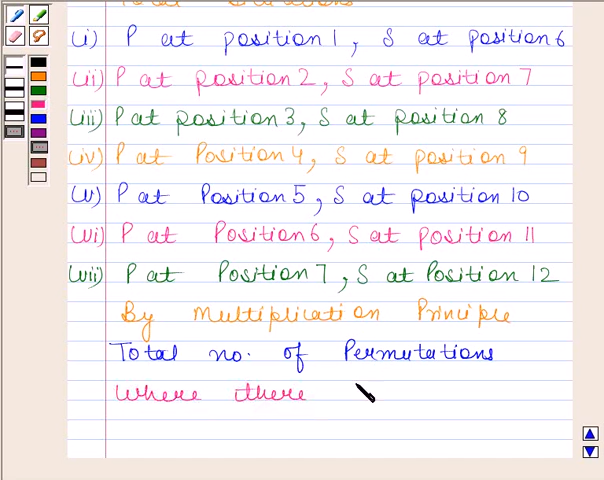 Total Situations
(i) P at position 1, S at position 6
(ii) P at position 2, S at position 7
(iii) P at position 3, S at position 8
(iv) P at Position 4, S at position 9
(v) P at Position 5, S at position 10
(vi) P at Position 6, S at position 11
(vii) P at Position 7, S at Position 12
By Multiplication Principle
Total no. of Permutations
Where there